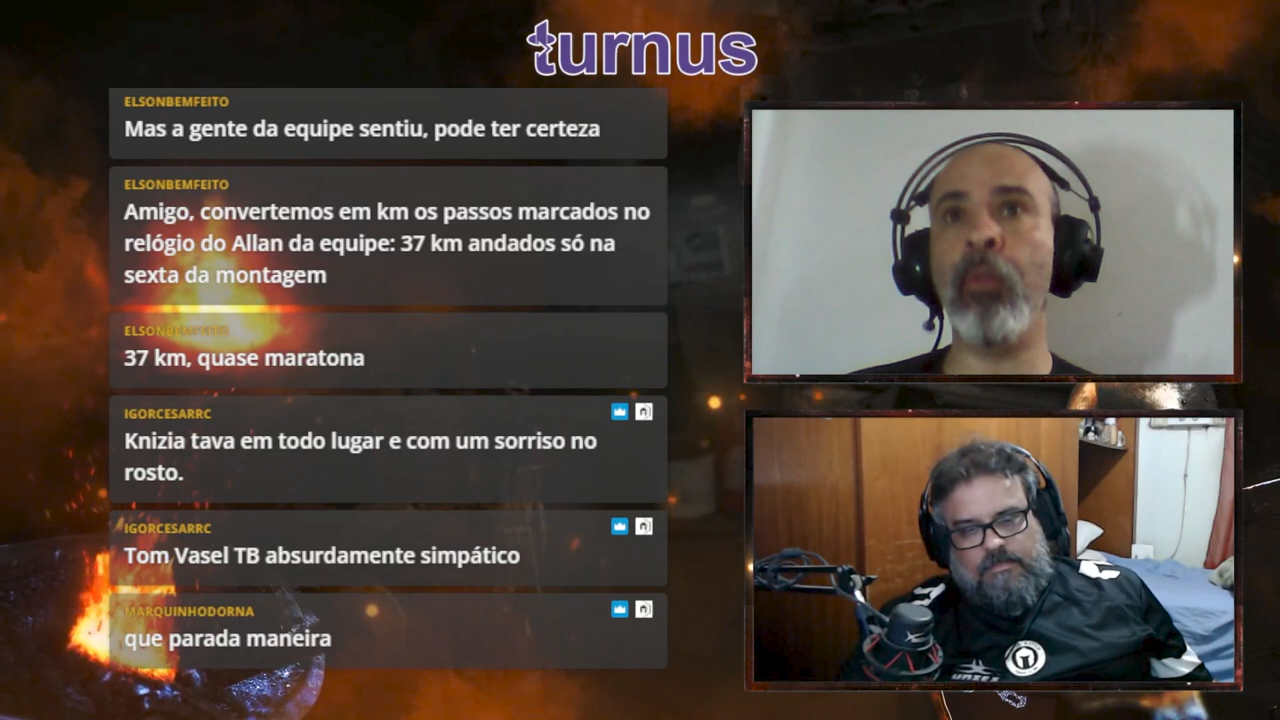 turnus
ELSONBEMFEITO
Mas a gente da equipe sentiu, pode ter certeza
ELSONBEMFEITO
Amigo, convertemos em km os passos marcados no
relógio do Allan da equipe: 37 km andados só na
sexta da montagem
ELSONBEMFEITO
37 km, quase maratona
IGORCESARRC
Knizia tava em todo lugar e com um sorriso no
rosto.
IGORCESARRC
Tom Vasel TB absurdamente simpático
MARQUINHODORNA
que parada maneira